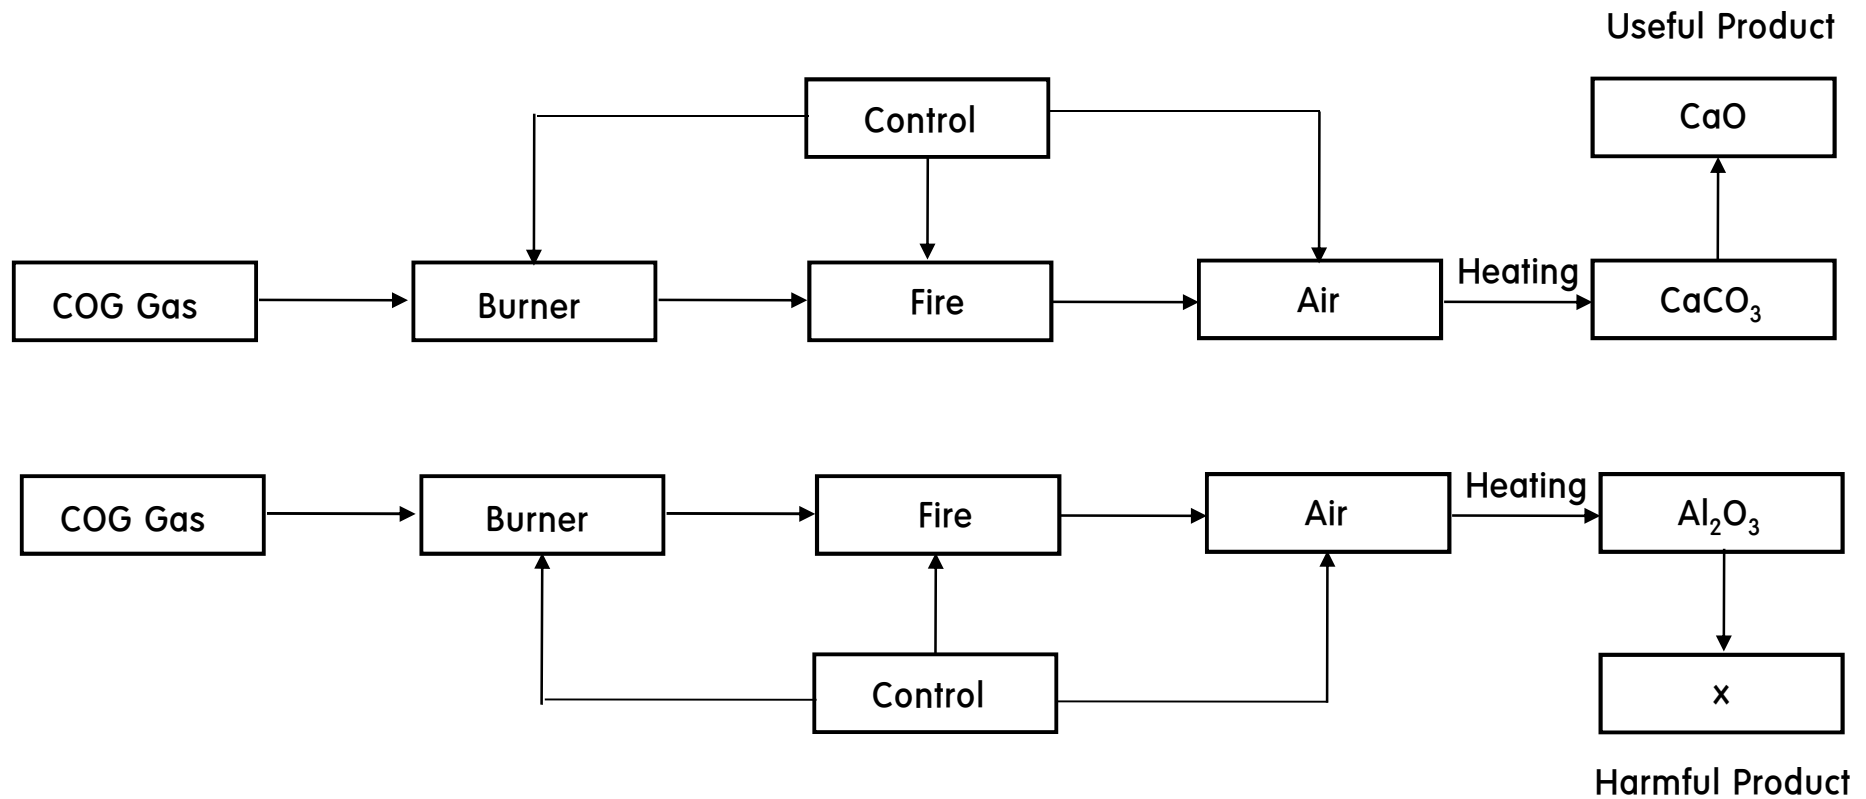 Useful Product
Control
CaO
COG Gas
Burner
Fire
Air
Heating
CaCO₃
COG Gas
Burner
Fire
Air
Heating
Al₂O₃
Control
×
Harmful Product